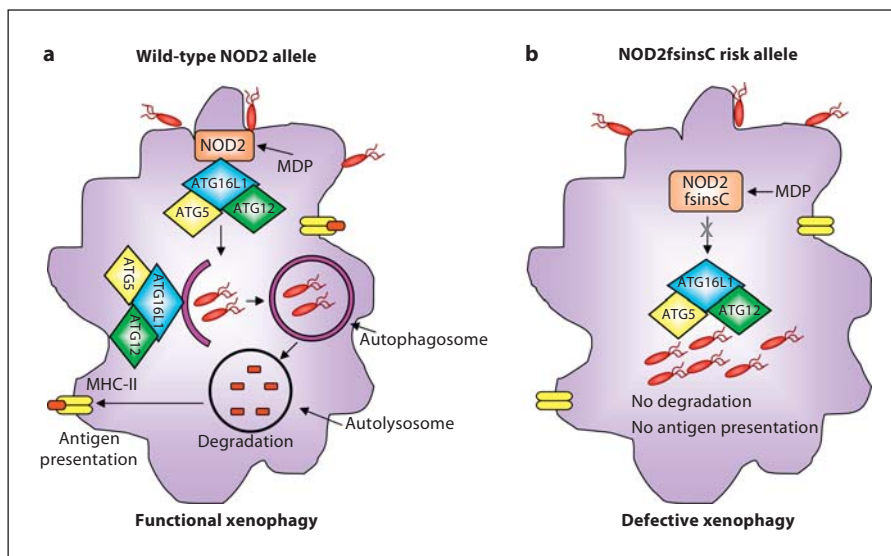 a
Wild-type NOD2 allele
NOD2
MDP
ATG16L1
ATG5
ATG12
ATG5
ATG16L1
ATG12
Autophagosome
MHC-II
Autolysosome
Antigen
presentation
Degradation
Functional xenophagy
b
NOD2fsinsC risk allele
NOD2
fsinsC
MDP
X
ATG16L1
ATG5
ATG12
No degradation
No antigen presentation
Defective xenophagy